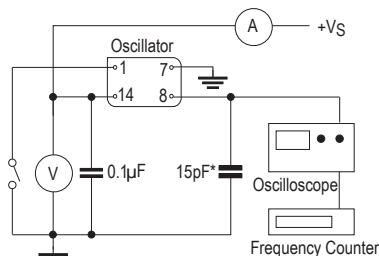 A
+VS
Oscillator
1 7
14 8
V
0.1µF
15pF*
Oscilloscope
Frequency Counter